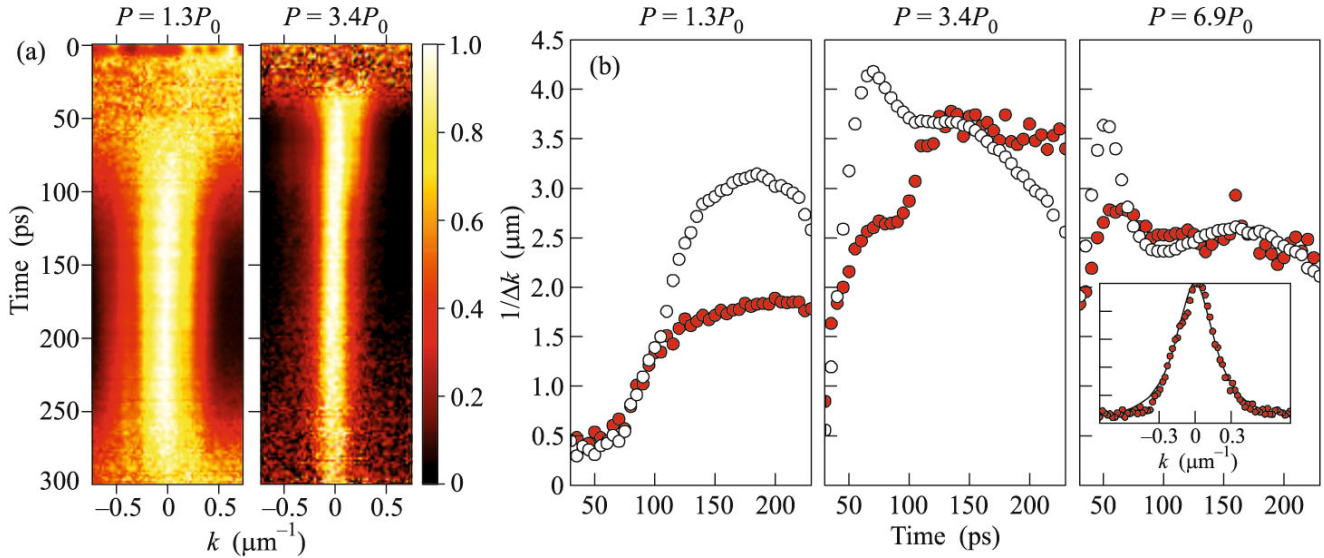 P = 1.3P0 P = 3.4P0
(a)
0
50
100
150
200
250
300
Time (ps)
−0.5 0 0.5 −0.5 0 0.5
k (μm−1)
1.0
0.8
0.6
0.4
0.2
0
P = 1.3P0 P = 3.4P0 P = 6.9P0
(b)
4.5
4.0
3.5
3.0
2.5
2.0
1.5
1.0
0.5
0
1/Δk (μm)
50 100 150 200 50 100 150 200 50 100 150 200
Time (ps)
−0.3 0 0.3
k (μm−1)